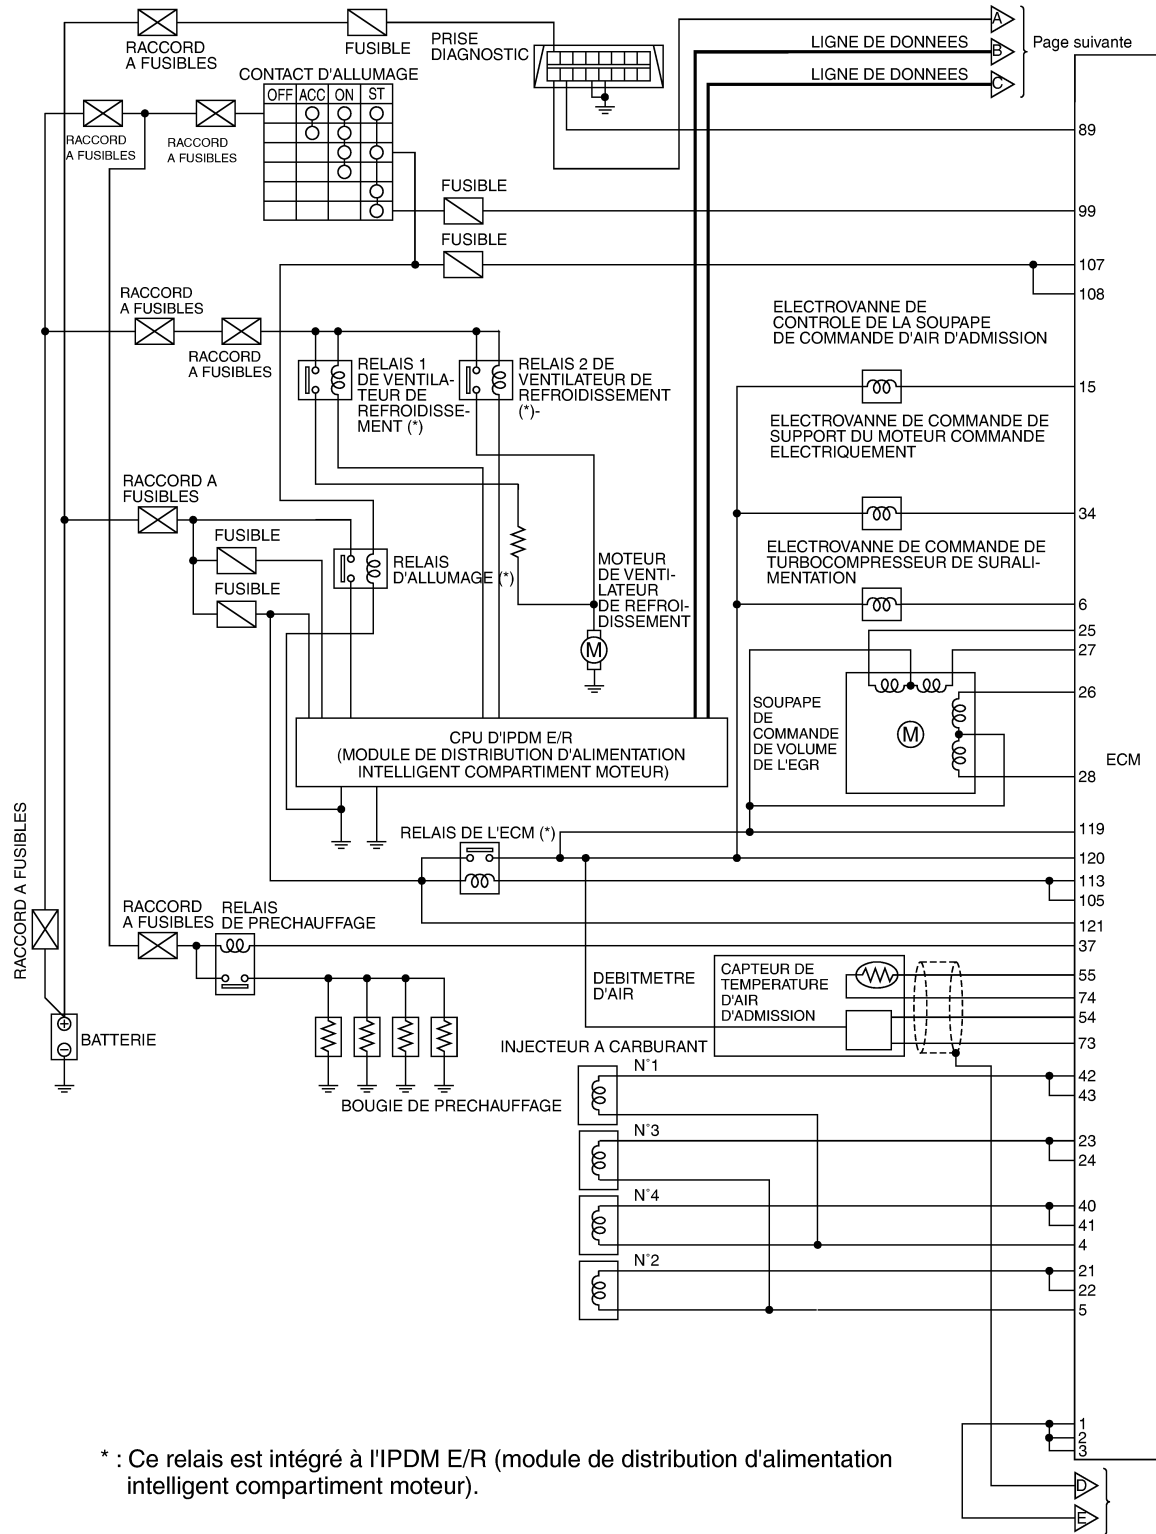 RACCORD
A FUSIBLES
FUSIBLE
PRISE
DIAGNOSTIC
A
LIGNE DE DONNEES
B
Page suivante
LIGNE DE DONNEES
C
CONTACT D'ALLUMAGE
OFF ACC ON ST
RACCORD
A FUSIBLES
RACCORD
A FUSIBLES
89
FUSIBLE
99
FUSIBLE
107
108
RACCORD
A FUSIBLES
RACCORD
A FUSIBLES
RELAIS 1
DE VENTILA-
TEUR DE
REFROIDISSE-
MENT (*)
RELAIS 2 DE
VENTILATEUR DE
REFROIDISSEMENT
(*)-
ELECTROVANNE DE
CONTROLE DE LA SOUPAPE
DE COMMANDE D'AIR D'ADMISSION
15
ELECTROVANNE DE COMMANDE DE
SUPPORT DU MOTEUR COMMANDE
ELECTRIQUEMENT
34
RACCORD A
FUSIBLES
FUSIBLE
FUSIBLE
RELAIS
D'ALLUMAGE (*)
MOTEUR
DE VENTI-
LATEUR
DE REFROI-
DISSEMENT
M
ELECTROVANNE DE COMMANDE DE
TURBOCOMPRESSEUR DE SURALI-
MENTATION
6
25
27
26
SOUPAPE
DE
COMMANDE
DE VOLUME
DE L'EGR
M
28
ECM
CPU D'IPDM E/R
(MODULE DE DISTRIBUTION D'ALIMENTATION
INTELLIGENT COMPARTIMENT MOTEUR)
RELAIS DE L'ECM (*)
119
120
113
105
121
37
RACCORD A FUSIBLES
RACCORD
A FUSIBLES
RELAIS
DE PRECHAUFFAGE
BATTERIE
BOUGIE DE PRECHAUFFAGE
DEBITMETRE
D'AIR
CAPTEUR DE
TEMPERATURE
D'AIR
D'ADMISSION
55
74
54
73
INJECTEUR A CARBURANT
N°1
42
43
N°3
23
24
N°4
40
41
4
N°2
21
22
5
1
2
3
D
E
* : Ce relais est intégré à l'IPDM E/R (module de distribution d'alimentation
intelligent compartiment moteur).